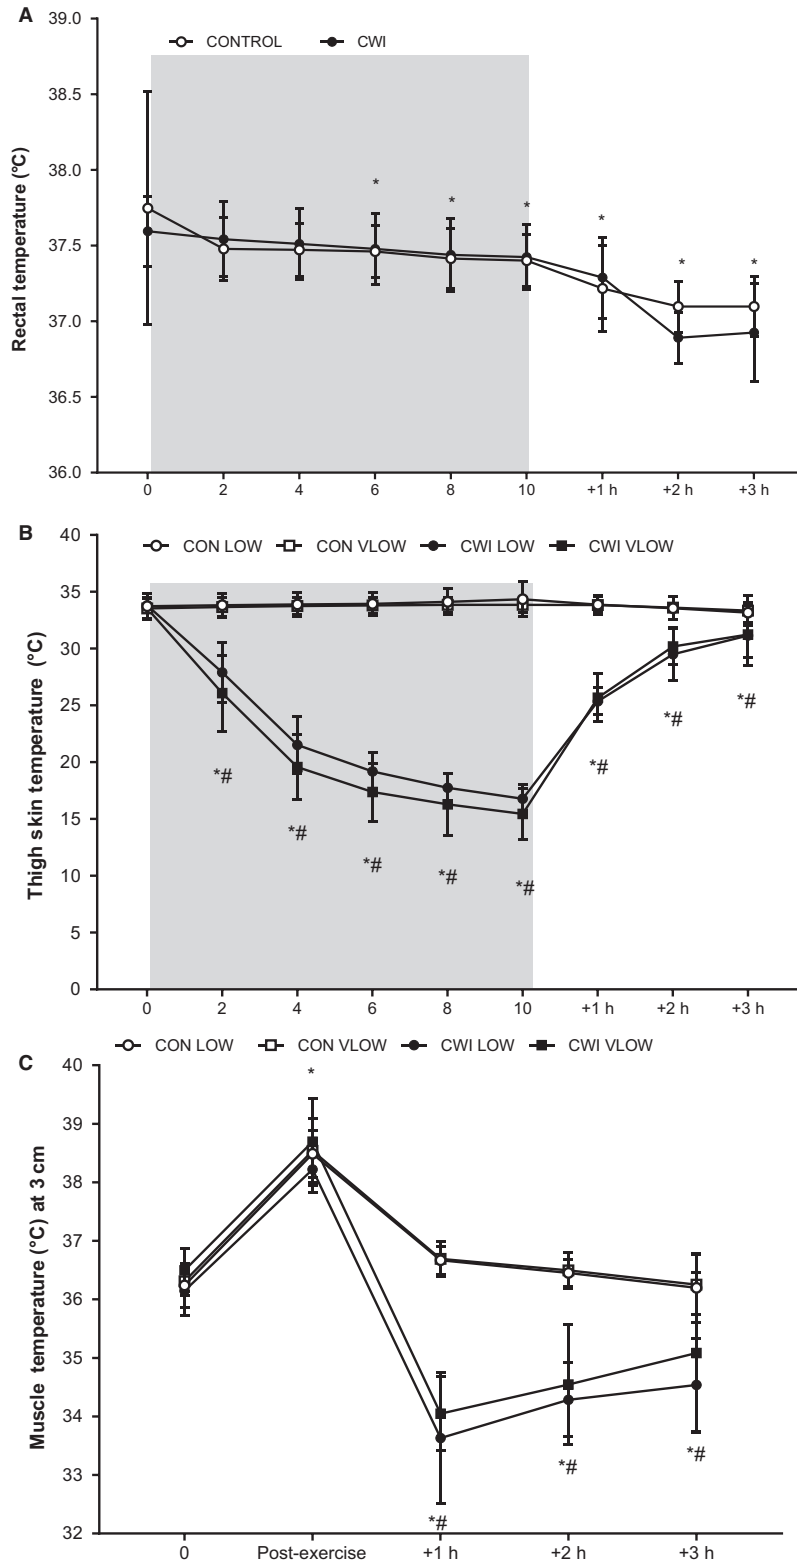 A
39.0
CONTROL CWI
38.5
38.0
37.5
37.0
36.5
36.0
Rectal temperature (°C)
* * * * * *
0 2 4 6 8 10 +1 h +2 h +3 h
B
40
CON LOW CON VLOW CWI LOW CWI VLOW
35
30
25
20
15
10
5
0
Thigh skin temperature (°C)
*# *# *# *# *# *# *# *#
0 2 4 6 8 10 +1 h +2 h +3 h
CON LOW CON VLOW CWI LOW CWI VLOW
C
40
39
38
37
36
35
34
33
32
Muscle temperature (°C) at 3 cm
* *# *# *#
0 Post-exercise +1 h +2 h +3 h